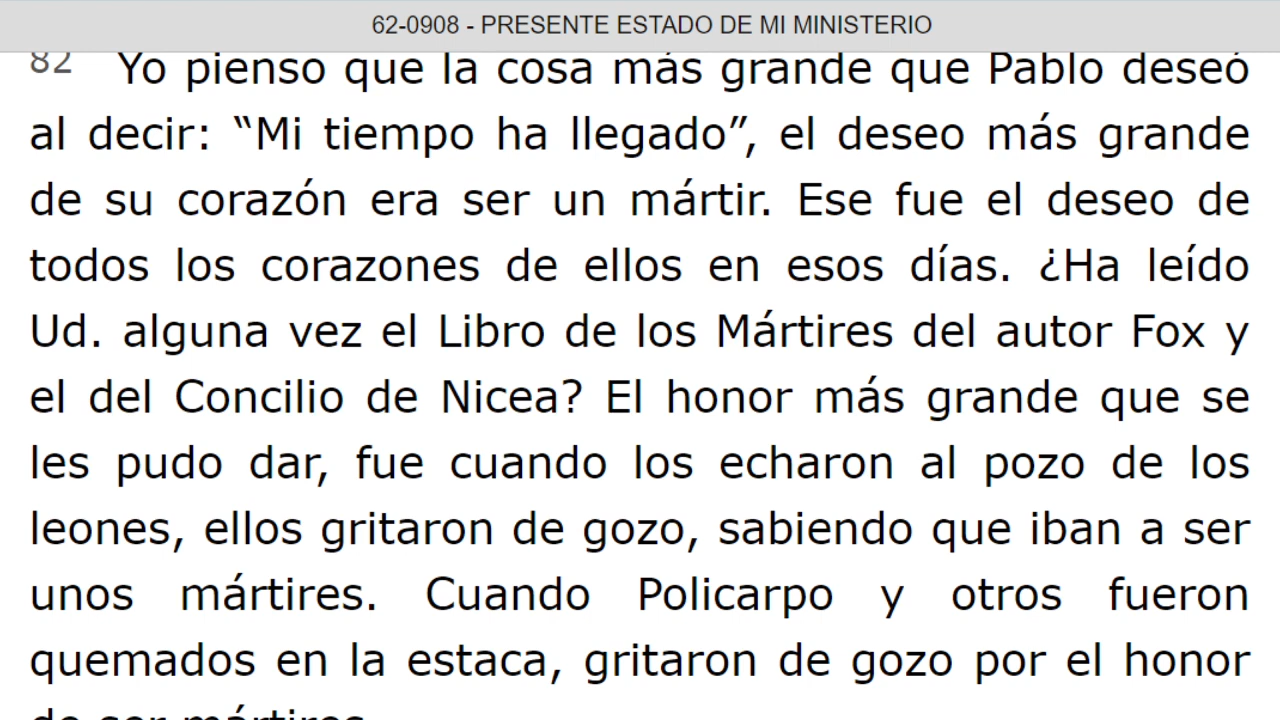 62-0908 - PRESENTE ESTADO DE MI MINISTERIO
82 Yo pienso que la cosa más grande que Pablo deseó
al decir: “Mi tiempo ha llegado”, el deseo más grande
de su corazón era ser un mártir. Ese fue el deseo de
todos los corazones de ellos en esos días. ¿Ha leído
Ud. alguna vez el Libro de los Mártires del autor Fox y
el del Concilio de Nicea? El honor más grande que se
les pudo dar, fue cuando los echaron al pozo de los
leones, ellos gritaron de gozo, sabiendo que iban a ser
unos mártires. Cuando Policarpo y otros fueron
quemados en la estaca, gritaron de gozo por el honor
de ser mártires.